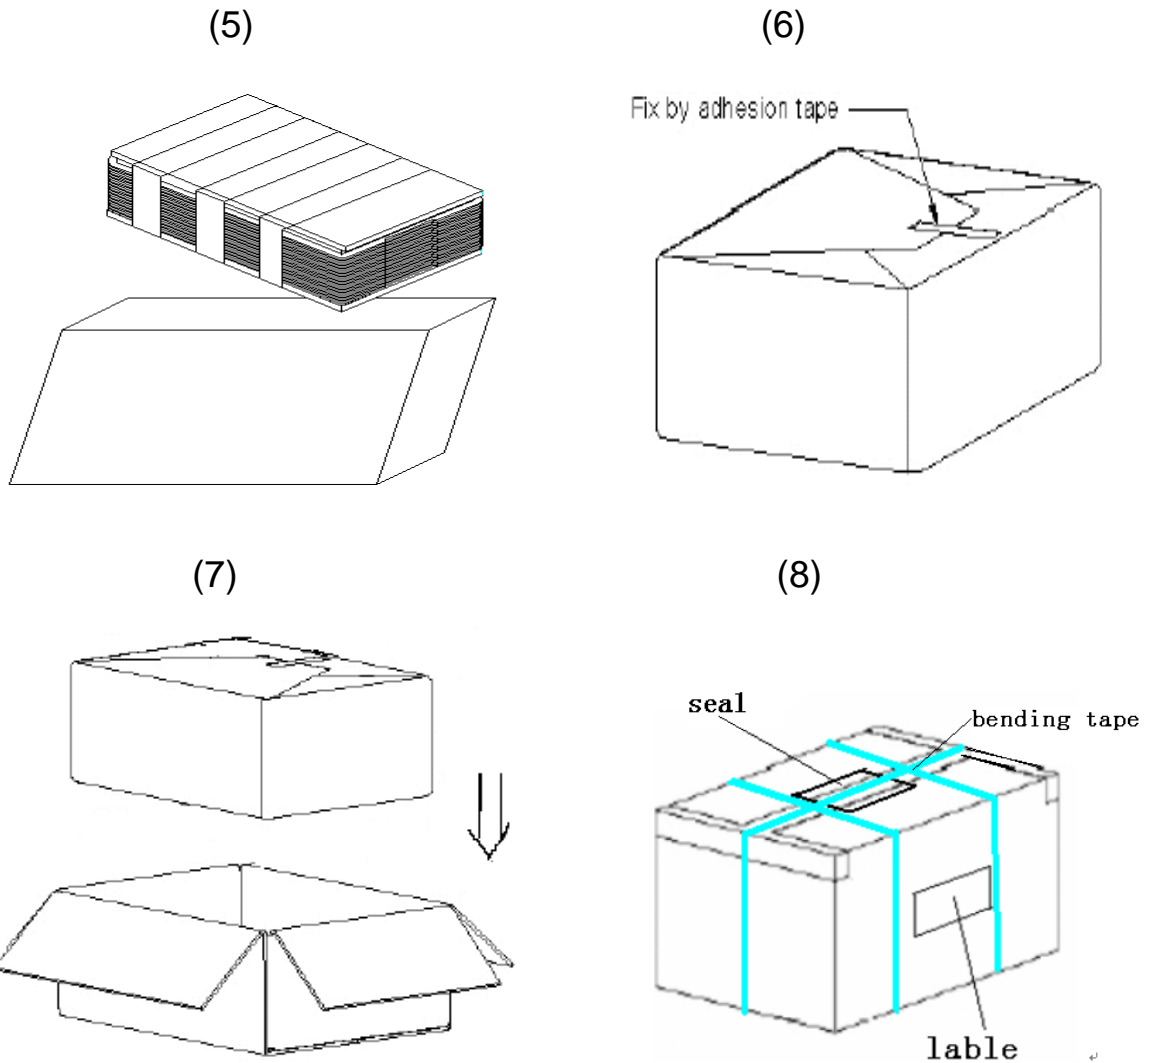 (5)
(6)
Fix by adhesion tape
(7)
(8)
seal
bending tape
lable